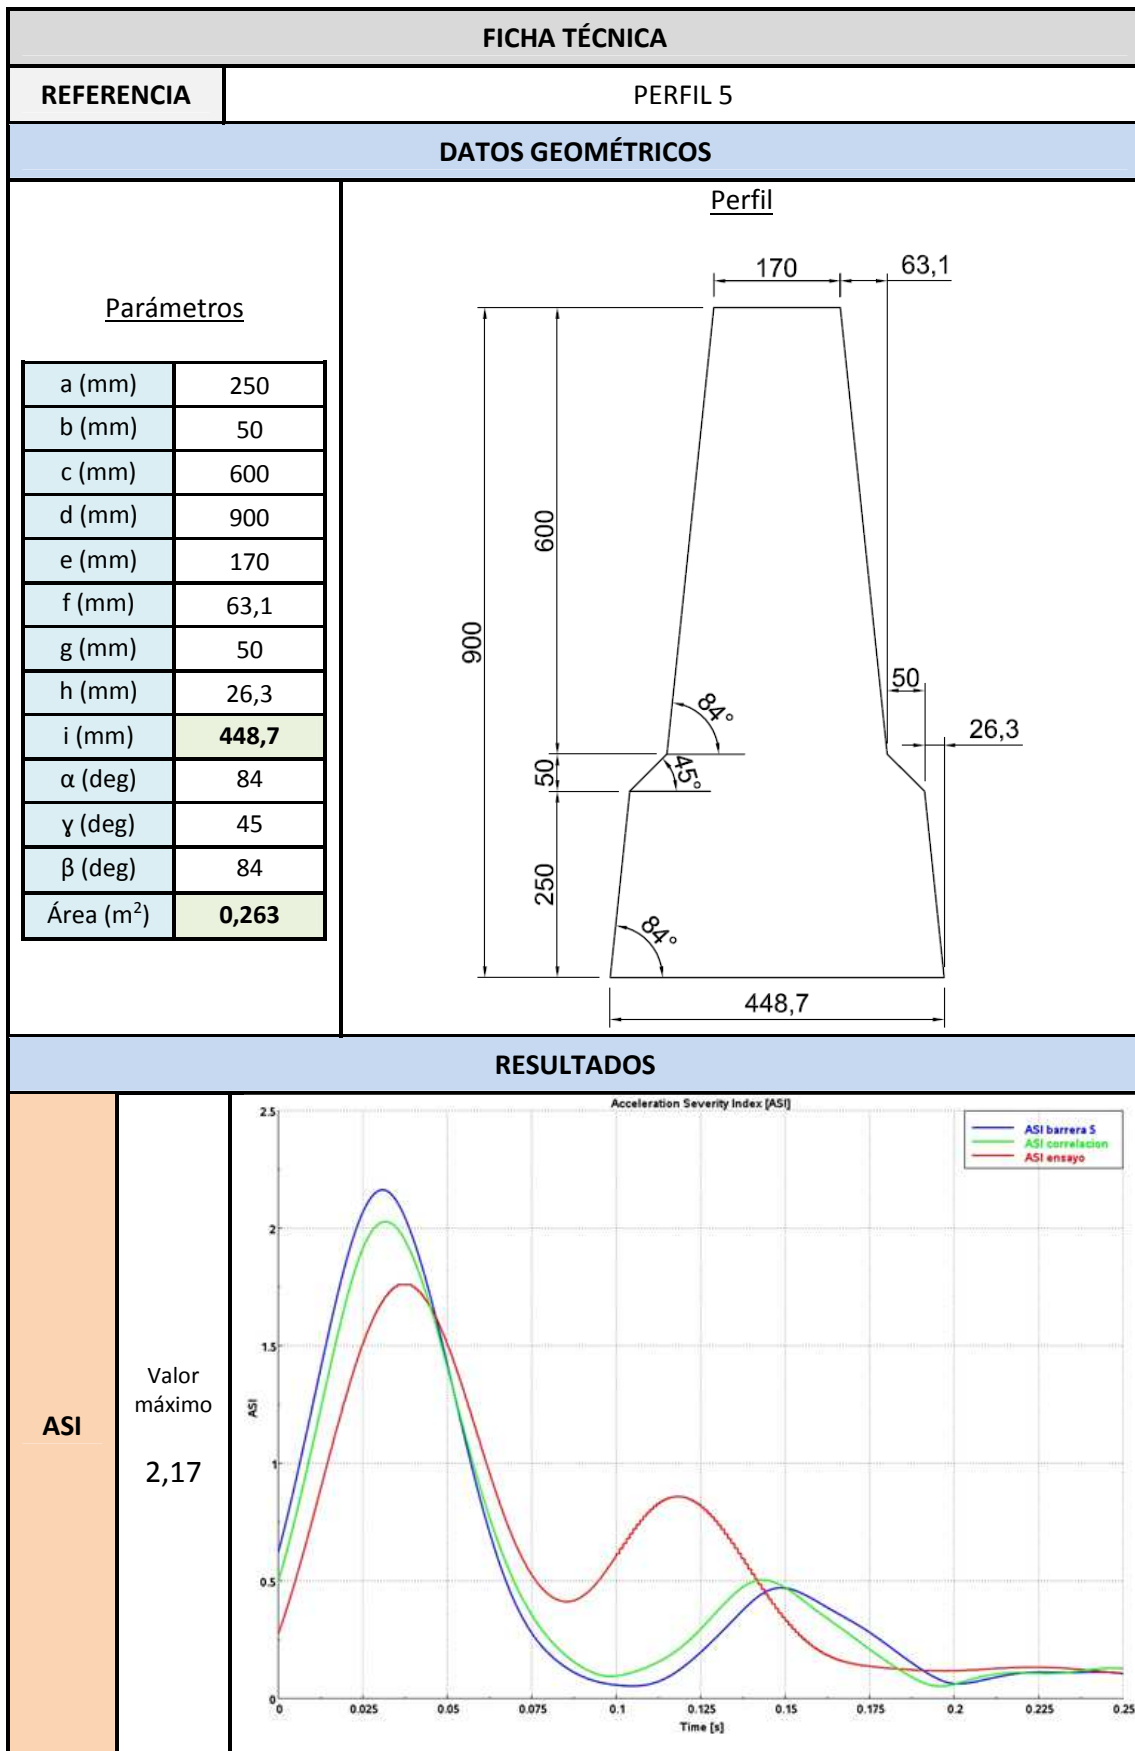 FICHA TÉCNICA
REFERENCIA PERFIL 5
DATOS GEOMÉTRICOS
Parámetros
a (mm) 250
b (mm) 50
c (mm) 600
d (mm) 900
e (mm) 170
f (mm) 63,1
g (mm) 50
h (mm) 26,3
i (mm) 448,7
α (deg) 84
ɣ (deg) 45
β (deg) 84
Área (m²) 0,263
Perfil
170 63,1
600
900
50
84°
26,3
50
45°
250
84°
448,7
RESULTADOS
ASI
Valor
máximo
2,17
Acceleration Severity Index [ASI]
ASI barrera 5
ASI correlacion
ASI ensayo
2.5
2
1.5
1
0.5
0
ASI
0 0.025 0.05 0.075 0.1 0.125 0.15 0.175 0.2 0.225 0.25
Time [s]